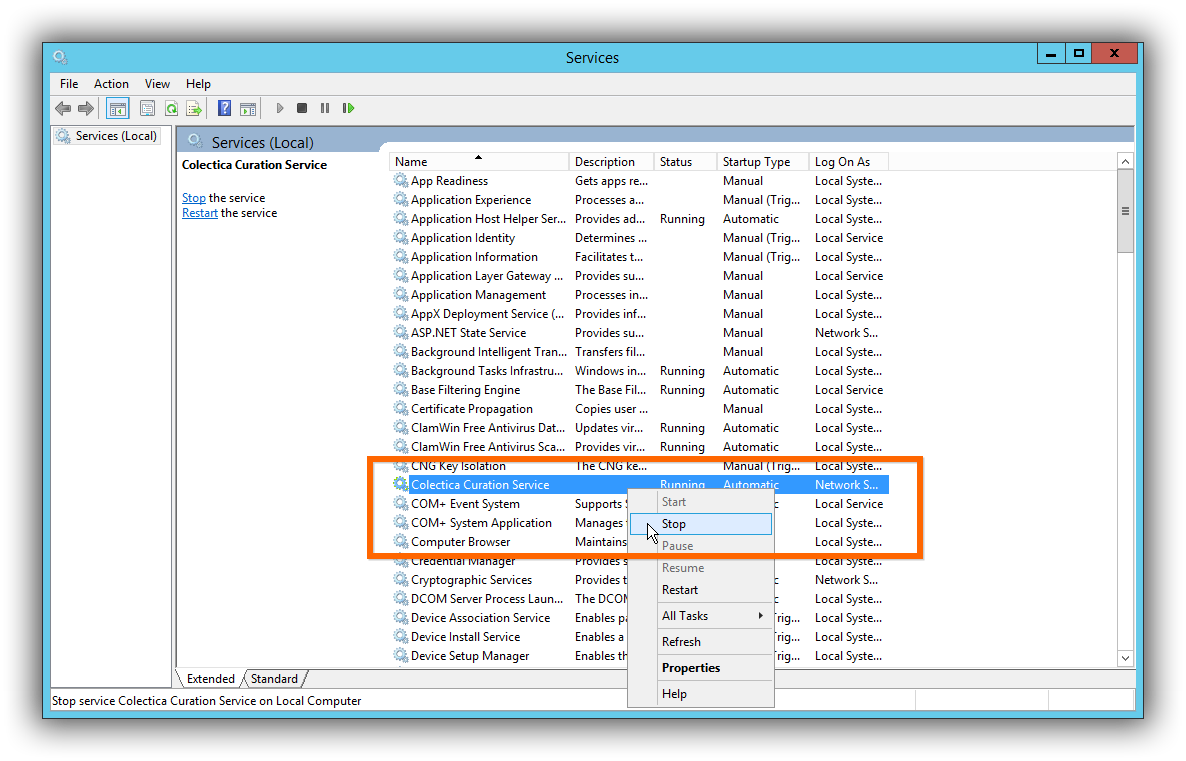 Services
File Action View Help
Services (Local)
Services (Local)
Colectica Curation Service
Stop the service
Restart the service
Name Description Status Startup Type Log On As
App Readiness Gets apps re... Manual Local Syste...
Application Experience Processes a... Manual (Trig... Local Syste...
Application Host Helper Ser... Provides ad... Running Automatic Local Syste...
Application Identity Determines ... Manual (Trig... Local Service
Application Information Facilitates t... Manual (Trig... Local Syste...
Application Layer Gateway ... Provides su... Manual Local Service
Application Management Processes in... Manual Local Syste...
AppX Deployment Service (... Provides inf... Manual Local Syste...
ASP.NET State Service Provides su... Manual Network S...
Background Intelligent Tran... Transfers fil... Manual Local Syste...
Background Tasks Infrastru... Windows in... Running Automatic Local Syste...
Base Filtering Engine The Base Fil... Running Automatic Local Service
Certificate Propagation Copies user ... Manual Local Syste...
ClamWin Free Antivirus Dat... Updates vir... Running Automatic Local Syste...
ClamWin Free Antivirus Sca... Provides vir... Running Automatic Local Syste...
CNG Key Isolation The CNG ke... Manual (Trig... Local Syste...
Colectica Curation Service Running Automatic Network S...
COM+ Event System Supports Local Service
COM+ System Application Manages Local Syste...
Computer Browser Maintains Local Syste...
Credential Manager Provides Local Syste...
Cryptographic Services Provides Network S...
DCOM Server Process Laun... The DCOM Local Syste...
Device Association Service Enables Trig... Local Syste...
Device Install Service Enables a Trig... Local Syste...
Device Setup Manager Enables Trig... Local Syste...
Start
Stop
Pause
Resume
Restart
All Tasks
Refresh
Properties
Help
Extended Standard
Stop service Colectica Curation Service on Local Computer